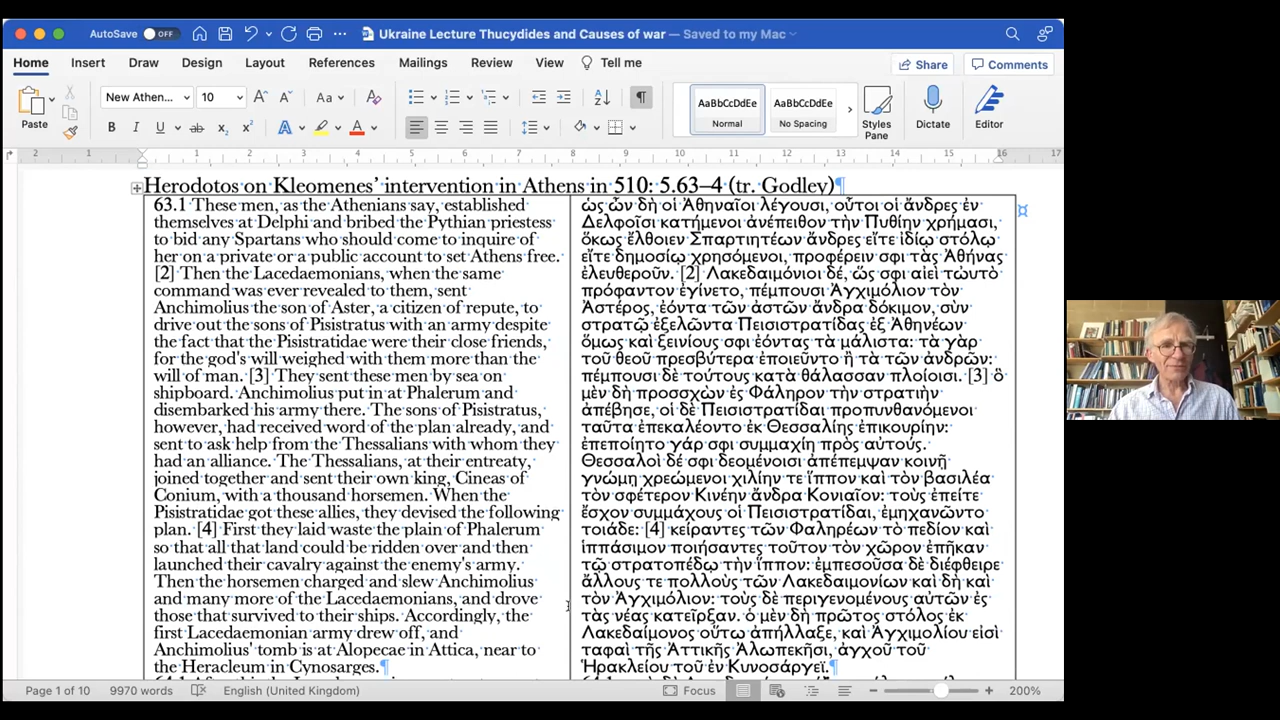 AutoSave OFF
Ukraine Lecture Thucydides and Causes of war — Saved to my Mac
Home Insert Draw Design Layout References Mailings Review View Tell me
Share Comments
Paste
New Athen... 10
AaBbCcDdEe AaBbCcDdEe
Normal No Spacing
Styles Pane
Dictate
Editor
2 1 1 2 3 4 5 6 7 8 9 10 11 12 13 14 15 16 17
Herodotos on Kleomenes’ intervention in Athens in 510: 5.63–4 (tr. Godley)¶
63.1 These men, as the Athenians say, established
themselves at Delphi and bribed the Pythian priestess
to bid any Spartans who should come to inquire of
her on a private or a public account to set Athens free.
[2] Then the Lacedaemonians, when the same
command was ever revealed to them, sent
Anchimolius the son of Aster, a citizen of repute, to
drive out the sons of Pisistratus with an army despite
the fact that the Pisistratidae were their close friends,
for the god's will weighed with them more than the
will of man. [3] They sent these men by sea on
shipboard. Anchimolius put in at Phalerum and
disembarked his army there. The sons of Pisistratus,
however, had received word of the plan already, and
sent to ask help from the Thessalians with whom they
had an alliance. The Thessalians, at their entreaty,
joined together and sent their own king, Cineas of
Conium, with a thousand horsemen. When the
Pisistratidae got these allies, they devised the following
plan. [4] First they laid waste the plain of Phalerum
so that all that land could be ridden over and then
launched their cavalry against the enemy's army.
Then the horsemen charged and slew Anchimolius
and many more of the Lacedaemonians, and drove
those that survived to their ships. Accordingly, the
first Lacedaemonian army drew off, and
Anchimolius' tomb is at Alopecae in Attica, near to
the Heracleum in Cynosarges.¶
ὡς ὦν δὴ οἱ Ἀθηναῖοι λέγουσι, οὗτοι οἱ ἄνδρες ἐν
Δελφοῖσι κατήμενοι ἀνέπειθον τὴν Πυθίην χρήμασι,
ὅκως ἔλθοιεν Σπαρτιητέων ἄνδρες εἴτε ἰδίῳ στόλῳ
εἴτε δημοσίῳ χρησόμενοι, προφέρειν σφι τὰς Ἀθήνας
ἐλευθεροῦν. [2] Λακεδαιμόνιοι δέ, ὥς σφι αἰεὶ τὠυτὸ
πρόφαντον ἐγίνετο, πέμπουσι Ἀγχιμόλιον τὸν
Ἀστέρος, ἐόντα τῶν ἀστῶν ἄνδρα δόκιμον, σὺν
στρατῷ ἐξελῶντα Πεισιστρατίδας ἐξ Ἀθηνέων
ὅμως καὶ ξεινίους σφι ἐόντας τὰ μάλιστα: τὰ γὰρ
τοῦ θεοῦ πρεσβύτερα ἐποιεῦντο ἢ τὰ τῶν ἀνδρῶν:
πέμπουσι δὲ τούτους κατὰ θάλασσαν πλοίοισι. [3] ὃ
μὲν δὴ προσσχὼν ἐς Φάληρον τὴν στρατιὴν
ἀπέβησε, οἱ δὲ Πεισιστρατίδαι προπυνθανόμενοι
ταῦτα ἐπεκαλέοντο ἐκ Θεσσαλίης ἐπικουρίην:
ἐπεποίητο γάρ σφι συμμαχίη πρὸς αὐτούς.
Θεσσαλοὶ δέ σφι δεομένοισι ἀπέπεμψαν κοινῇ
γνώμῃ χρεώμενοι χιλίην τε ἵππον καὶ τὸν βασιλέα
τὸν σφέτερον Κινέην ἄνδρα Κονιαῖον: τοὺς ἐπείτε
ἔσχον συμμάχους οἱ Πεισιστρατίδαι, ἐμηχανῶντο
τοιάδε: [4] κείραντες τῶν Φαληρέων τὸ πεδίον καὶ
ἱππάσιμον ποιήσαντες τοῦτον τὸν χῶρον ἐπῆκαν
τῷ στρατοπέδῳ τὴν ἵππον: ἐμπεσοῦσα δὲ διέφθειρε
ἄλλους τε πολλοὺς τῶν Λακεδαιμονίων καὶ δὴ καὶ
τὸν Ἀγχιμόλιον: τοὺς δὲ περιγενομένους αὐτῶν ἐς
τὰς νέας κατεῖρξαν. ὁ μὲν δὴ πρῶτος στόλος ἐκ
Λακεδαίμονος οὕτω ἀπήλλαξε, καὶ Ἀγχιμολίου εἰσὶ
ταφαὶ τῆς Ἀττικῆς Ἀλωπεκῆσι, ἀγχοῦ τοῦ
Ἡρακλείου τοῦ ἐν Κυνοσάργεϊ.¶
Page 1 of 10 9970 words English (United Kingdom) Focus 200%